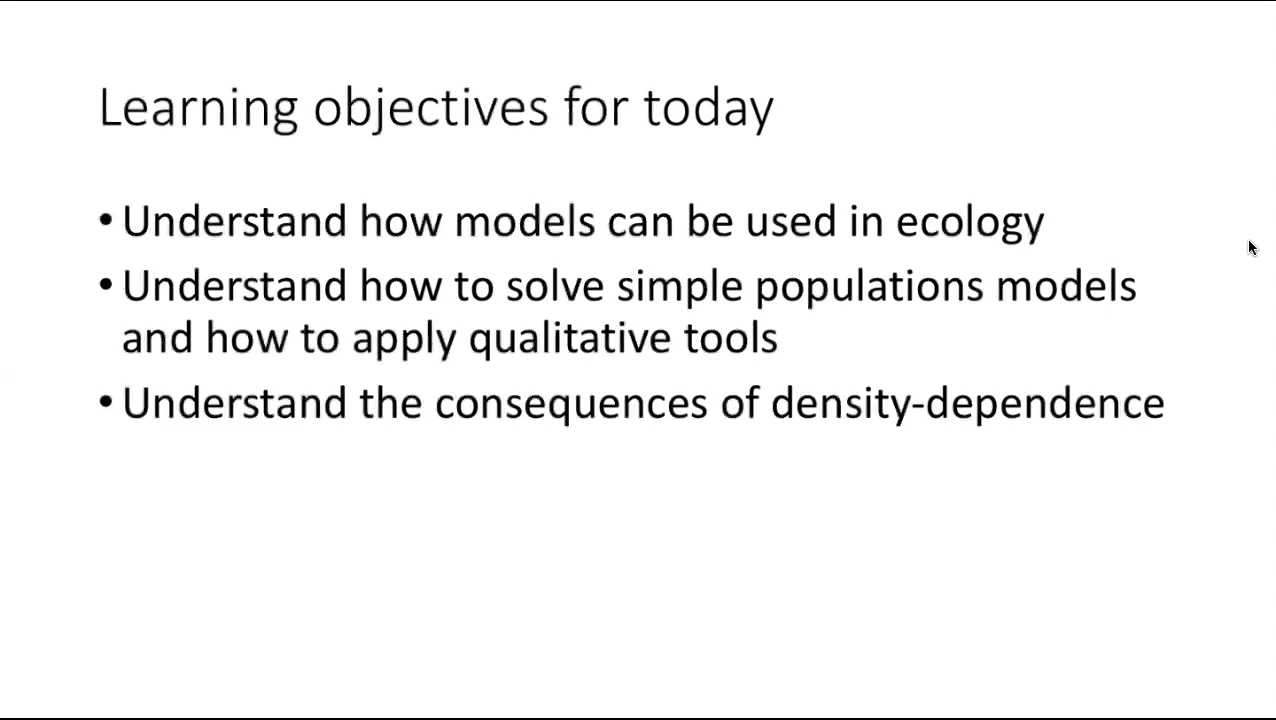 Learning objectives for today
• Understand how models can be used in ecology
• Understand how to solve simple populations models
and how to apply qualitative tools
• Understand the consequences of density-dependence